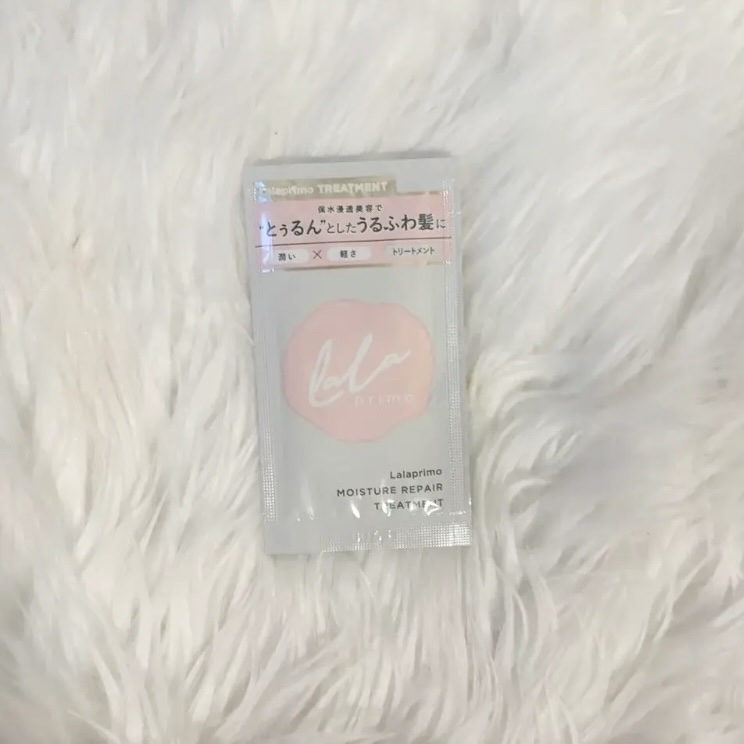 Lalaprimo TREATMENT
保水浸透美容で
"とぅるん"としたうるふわ髪に
潤い × 軽さ トリートメント
LaLa
primo
Lalaprimo
MOISTURE REPAIR
TREATMENT